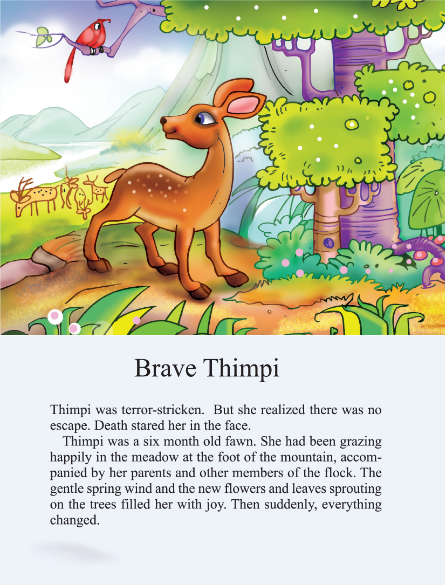 Brave Thimpi
Thimpi was terror-stricken.  But she realized there was no
escape. Death stared her in the face.
Thimpi was a six month old fawn. She had been grazing
happily in the meadow at the foot of the mountain, accom-
panied by her parents and other members of the flock. The
gentle spring wind and the new flowers and leaves sprouting
on the trees filled her with joy. Then suddenly, everything
changed.